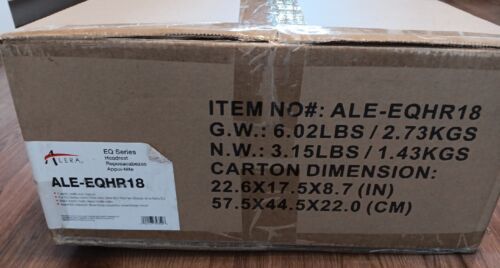 ITEM NO#: ALE-EQHR18
G.W.: 6.02LBS / 2.73KGS
N.W.: 3.15LBS / 1.43KGS
CARTON DIMENSION:
22.6X17.5X8.7 (IN)
57.5X44.5X22.0 (CM)
ALERA
EQ Series
Headrest
Reposacabezas
Appui-tête
ALE-EQHR18